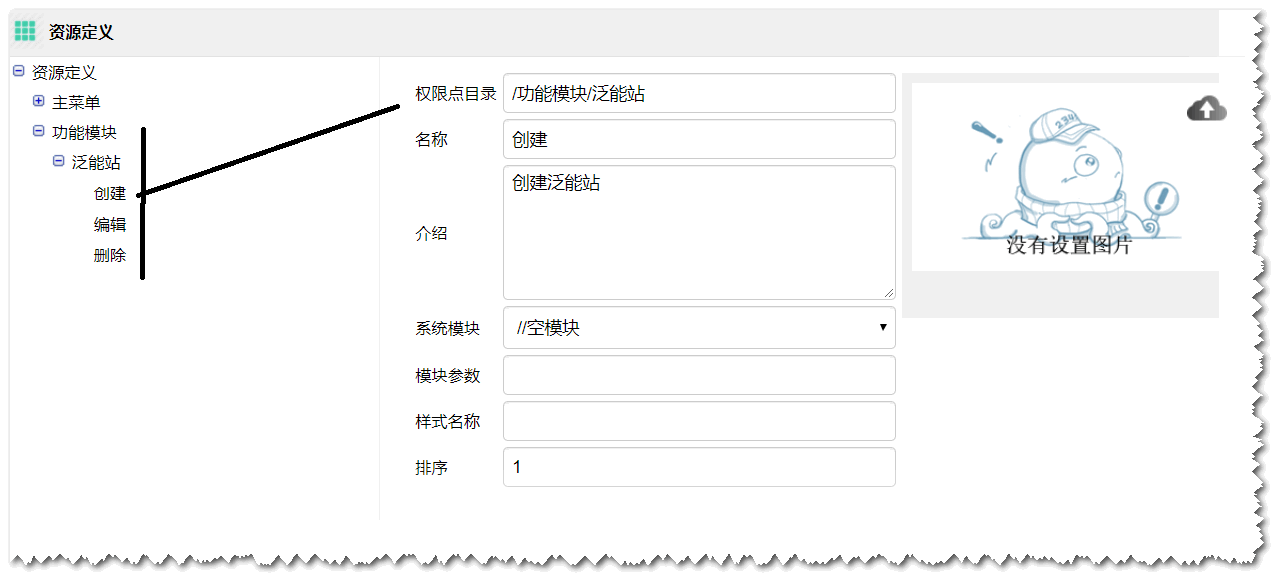 资源定义
资源定义
主菜单
功能模块
泛能站
创建
编辑
删除
权限点目录 /功能模块/泛能站
名称 创建
介绍 创建泛能站
系统模块 //空模块
模块参数
样式名称
排序 1
2341
没有设置图片